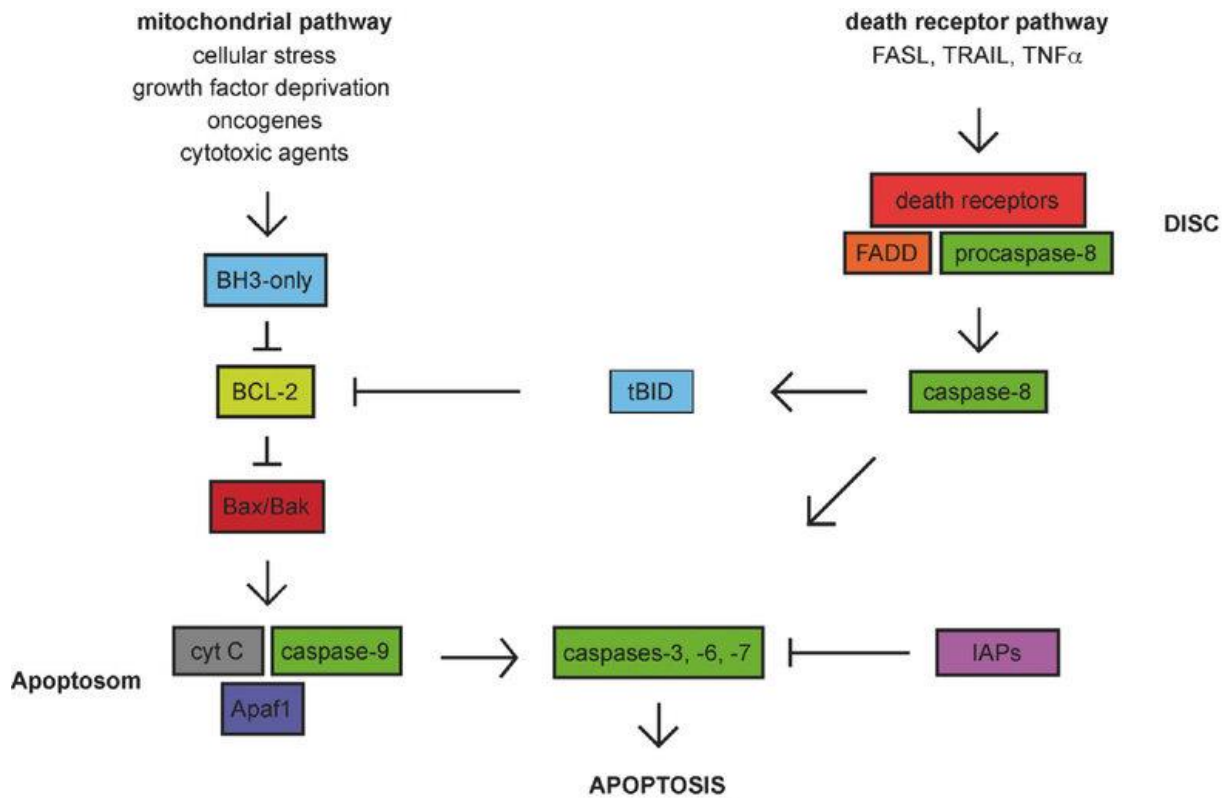 mitochondrial pathway
cellular stress
growth factor deprivation
oncogenes
cytotoxic agents
death receptor pathway
FASL, TRAIL, TNFα
death receptors
FADD
procaspase-8
DISC
BH3-only
BCL-2
tBID
caspase-8
Bax/Bak
cyt C
caspase-9
Apaf1
Apoptosom
caspases-3, -6, -7
IAPs
APOPTOSIS